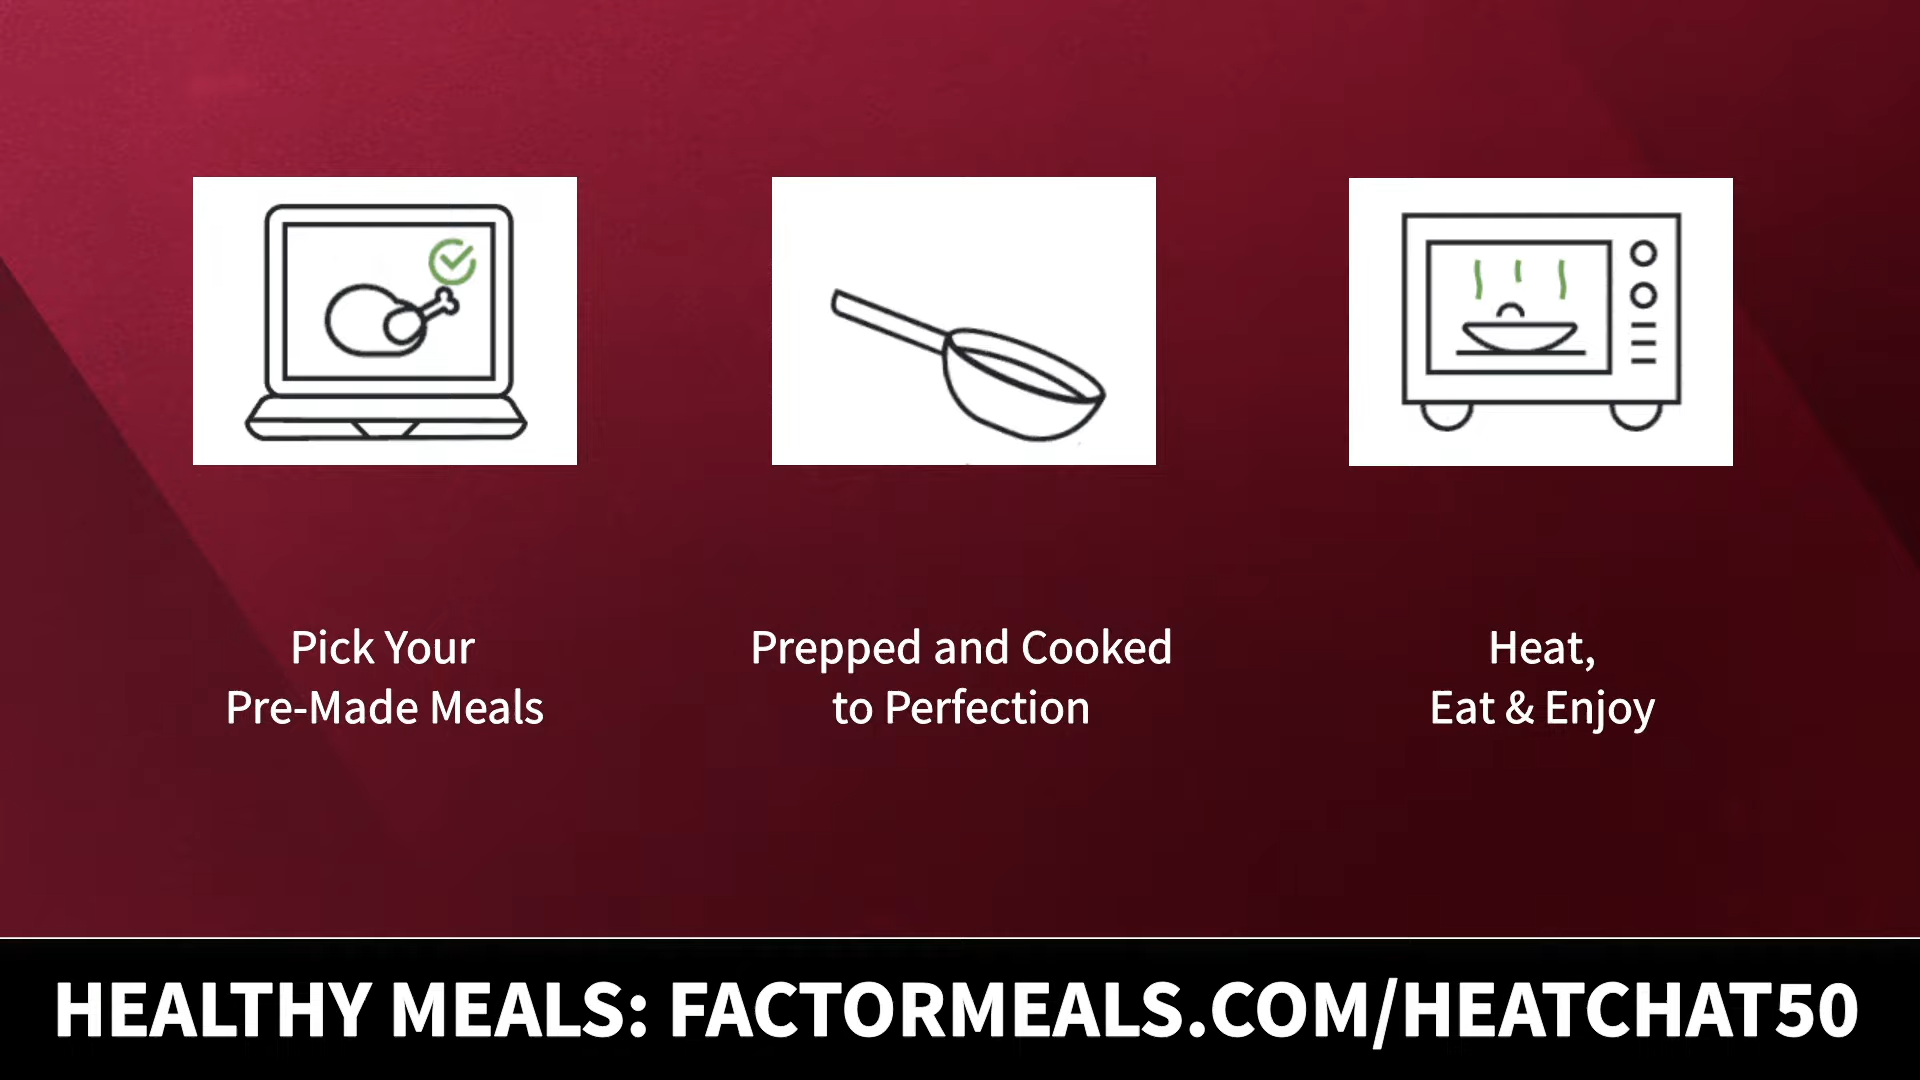 Pick Your
Pre-Made Meals
Prepped and Cooked
to Perfection
Heat,
Eat & Enjoy
HEALTHY MEALS: FACTORMEALS.COM/HEATCHAT50